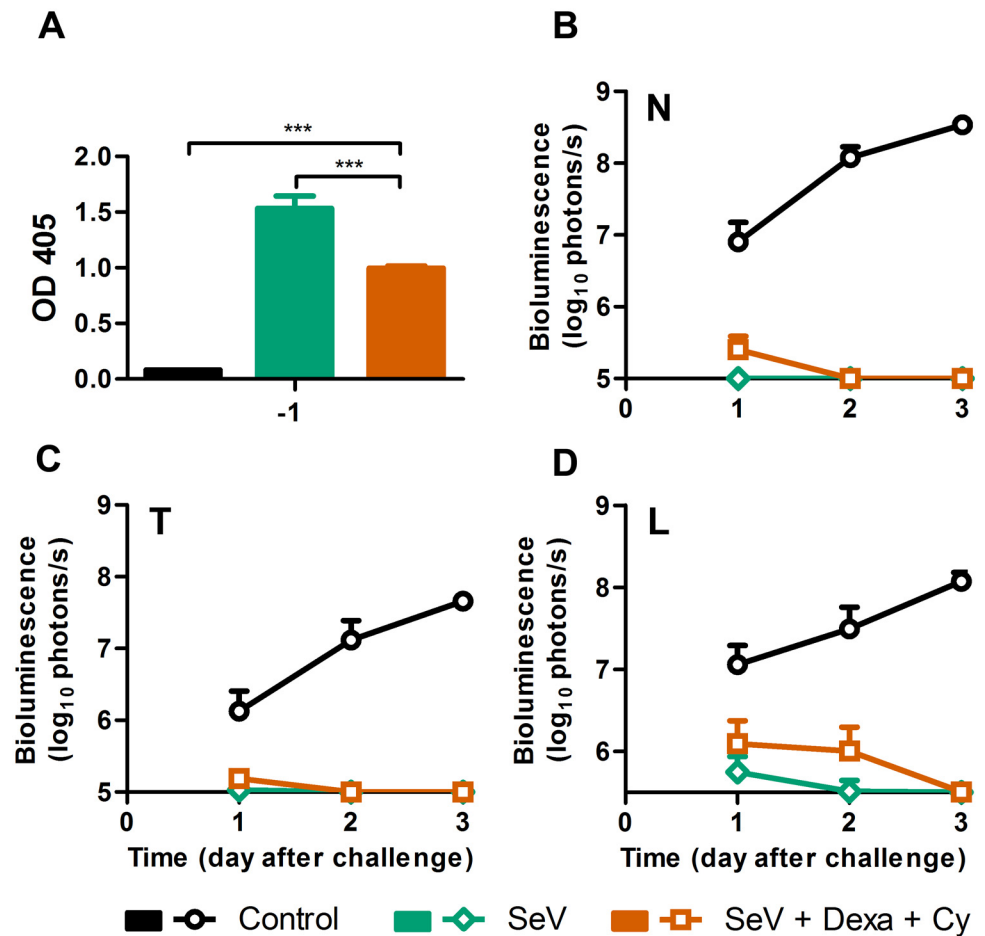 A
OD 405
2.0
1.5
1.0
0.5
0.0
***
***
-1
B
N
Bioluminescence
(log10 photons/s)
9
8
7
6
5
0 1 2 3
C
T
Bioluminescence
(log10 photons/s)
9
8
7
6
5
0 1 2 3
Time (day after challenge)
D
L
Bioluminescence
(log10 photons/s)
9
8
7
6
0 1 2 3
Time (day after challenge)
Control SeV SeV + Dexa + Cy